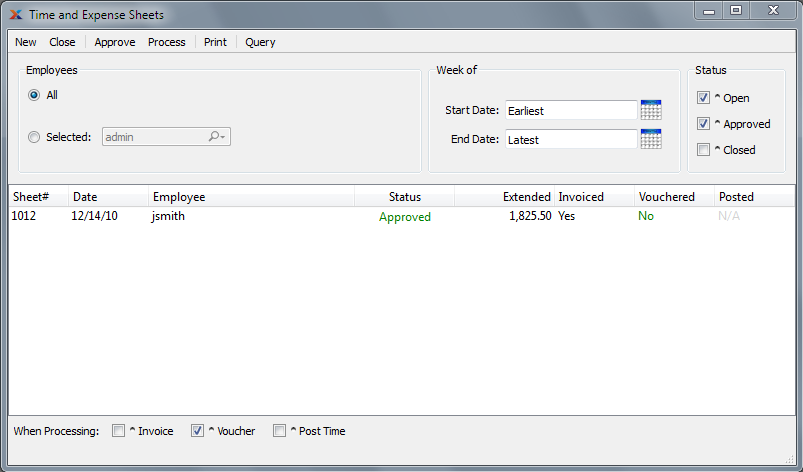 Time and Expense Sheets
New Close Approve Process Print Query
Employees Week of Status
All
Start Date: Earliest ^ Open
Selected: admin End Date: Latest ^ Approved
^ Closed
Sheet# Date Employee Status Extended Invoiced Vouchered Posted
1012 12/14/10 jsmith Approved 1,825.50 Yes No N/A
When Processing: ^ Invoice ^ Voucher ^ Post Time